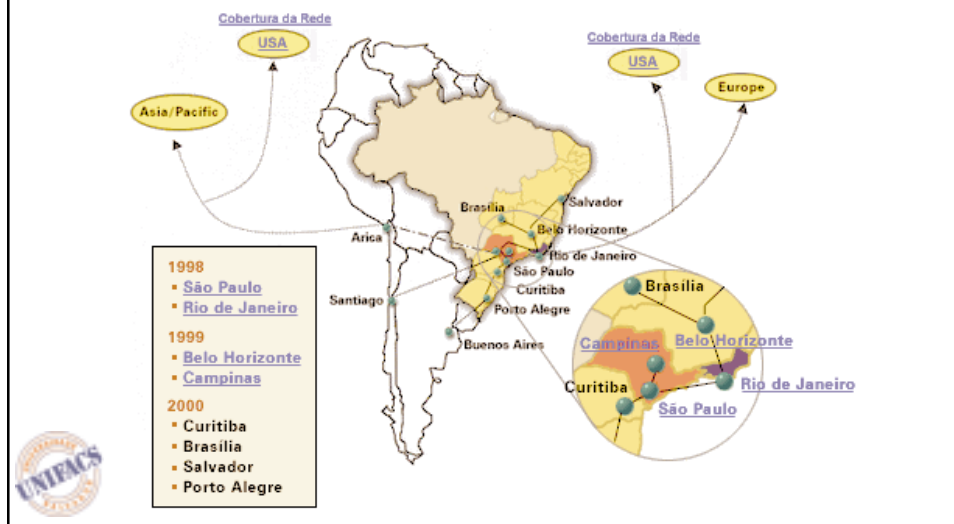 Cobertura da Rede
USA
Cobertura da Rede
USA
Asia/Pacific
Europe
Brasília
Salvador
Belo Horizonte
Arica
Rio de Janeiro
São Paulo
Curitiba
Santiago
Porto Alegre
Buenos Aires
1998
São Paulo
Rio de Janeiro
1999
Belo Horizonte
Campinas
2000
Curitiba
Brasília
Salvador
Porto Alegre
Brasília
Campinas
Belo Horizonte
Curitiba
Rio de Janeiro
São Paulo
UNIFACS